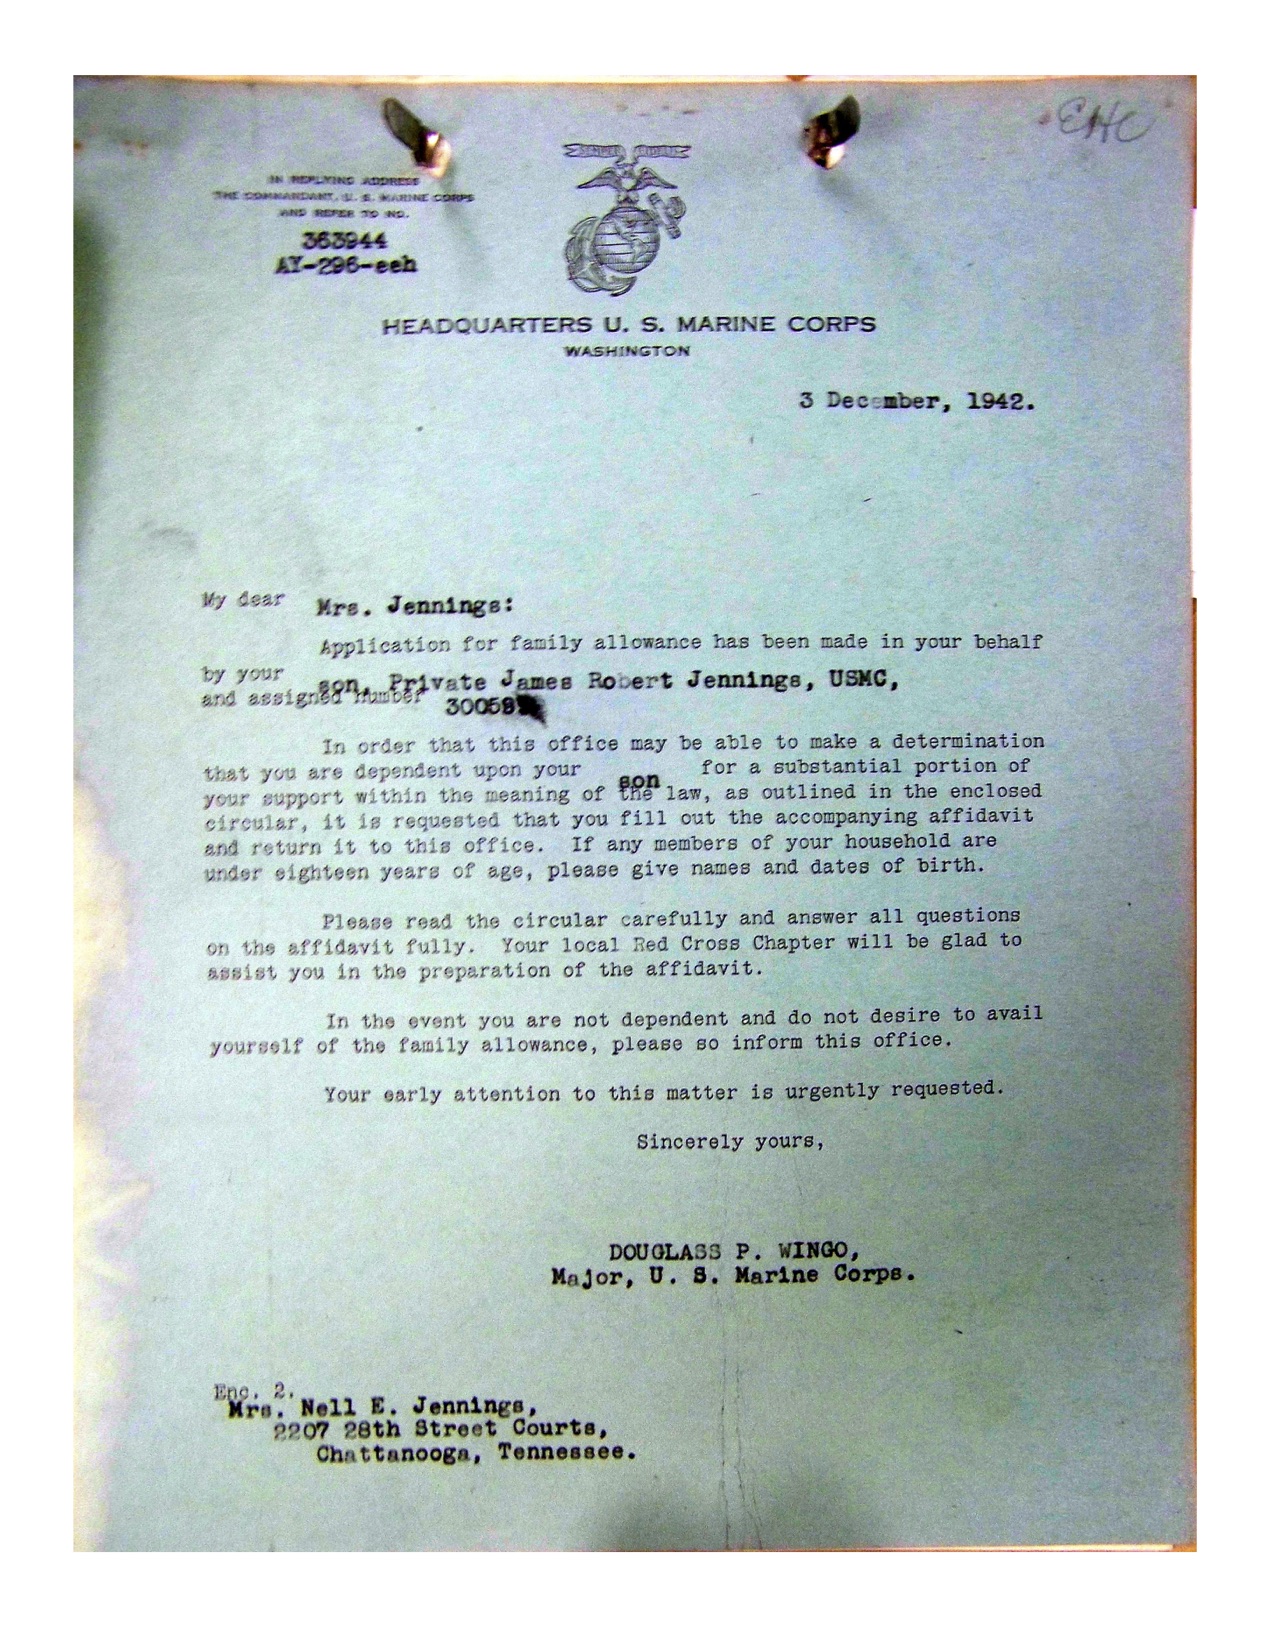 EHC
SEMPER FIDELIS
IN REPLYING ADDRESS
THE COMMANDANT, U. S. MARINE CORPS
AND REFER TO NO.
363944
AY-296-eeh
HEADQUARTERS U. S. MARINE CORPS
WASHINGTON
3 December, 1942.
My dear Mrs. Jennings:
Application for family allowance has been made in your behalf
by your son, Private James Robert Jennings, USMC,
and assigned number
In order that this office may be able to make a determination
that you are dependent upon your son for a substantial portion of
your support within the meaning of the law, as outlined in the enclosed
circular, it is requested that you fill out the accompanying affidavit
and return it to this office. If any members of your household are
under eighteen years of age, please give names and dates of birth.
Please read the circular carefully and answer all questions
on the affidavit fully. Your local Red Cross Chapter will be glad to
assist you in the preparation of the affidavit.
In the event you are not dependent and do not desire to avail
yourself of the family allowance, please so inform this office.
Your early attention to this matter is urgently requested.
Sincerely yours,
DOUGLASS P. WINGO,
Major, U. S. Marine Corps.
Enc. 2.
Mrs. Nell E. Jennings,
2207 28th Street Courts,
Chattanooga, Tennessee.